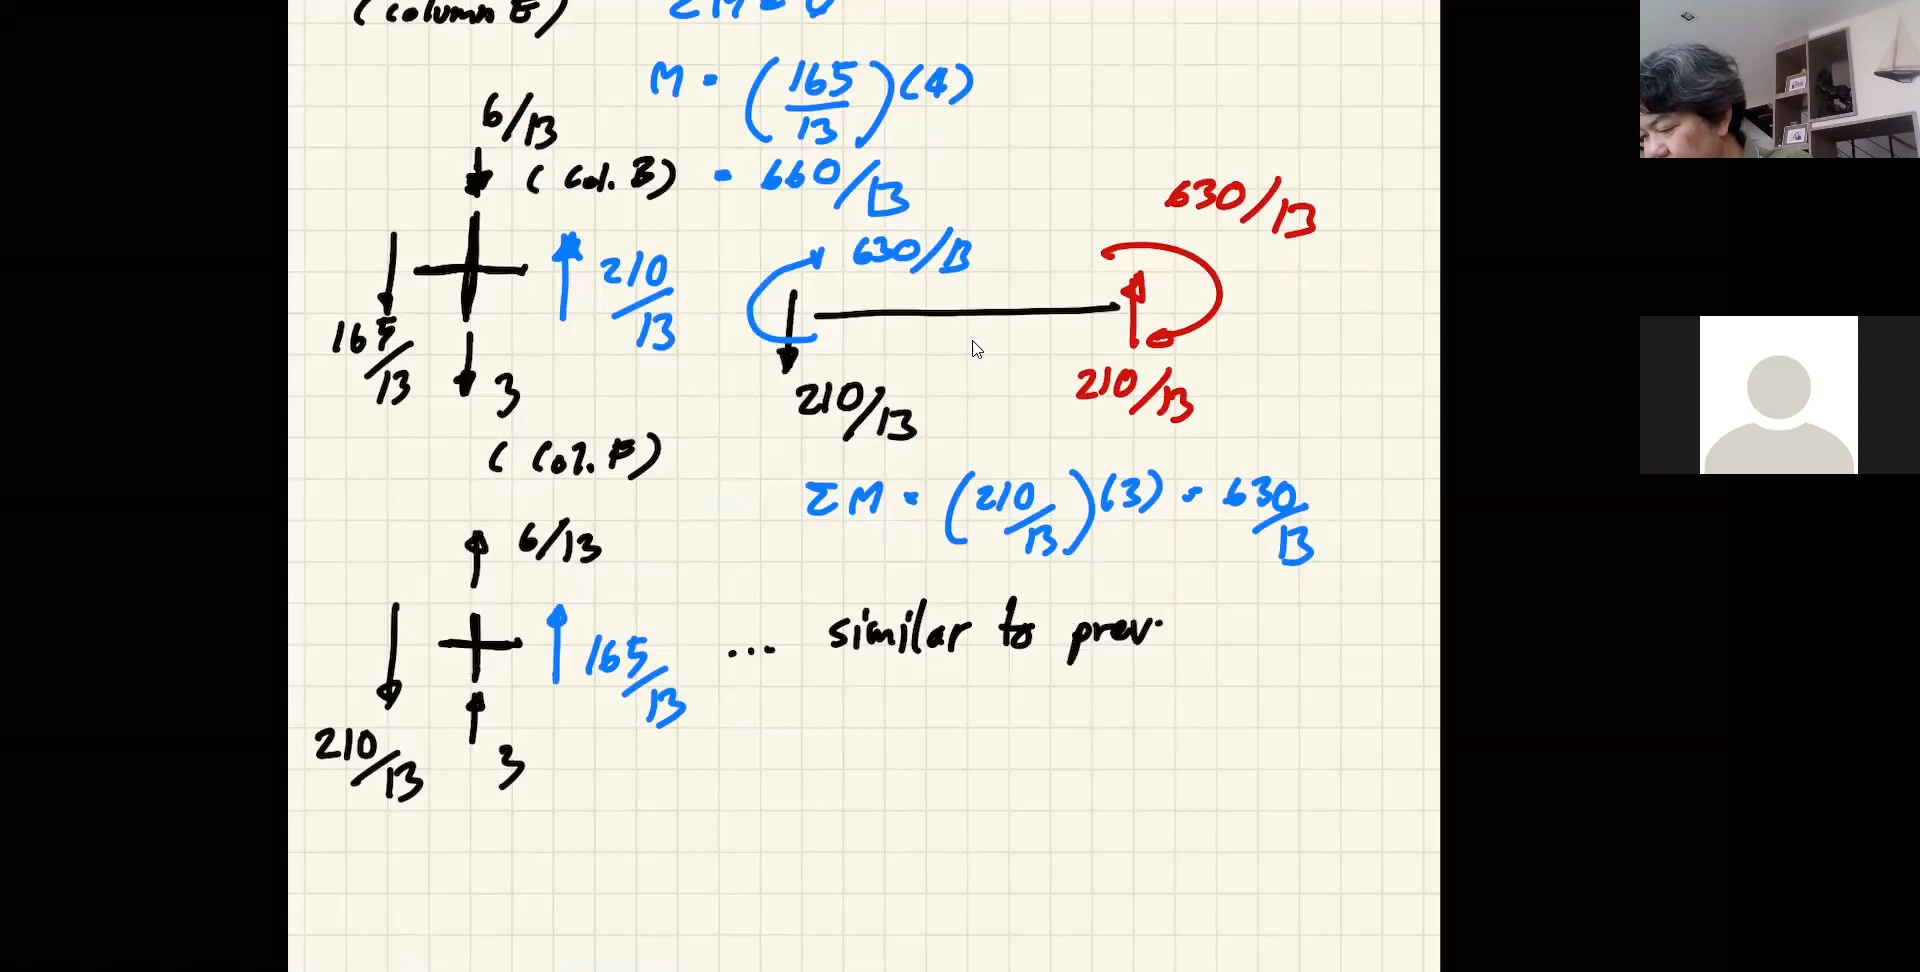 (column E) ΣM = 0
M = (165/13)(4)
6/13
(Col. B) = 660/13
630/13
630/13
210/13
165/13
3
210/13
210/13
(Col. F)
ΣM = (210/13)(3) = 630/13
6/13
165/13
... similar to prev.
210/13
3